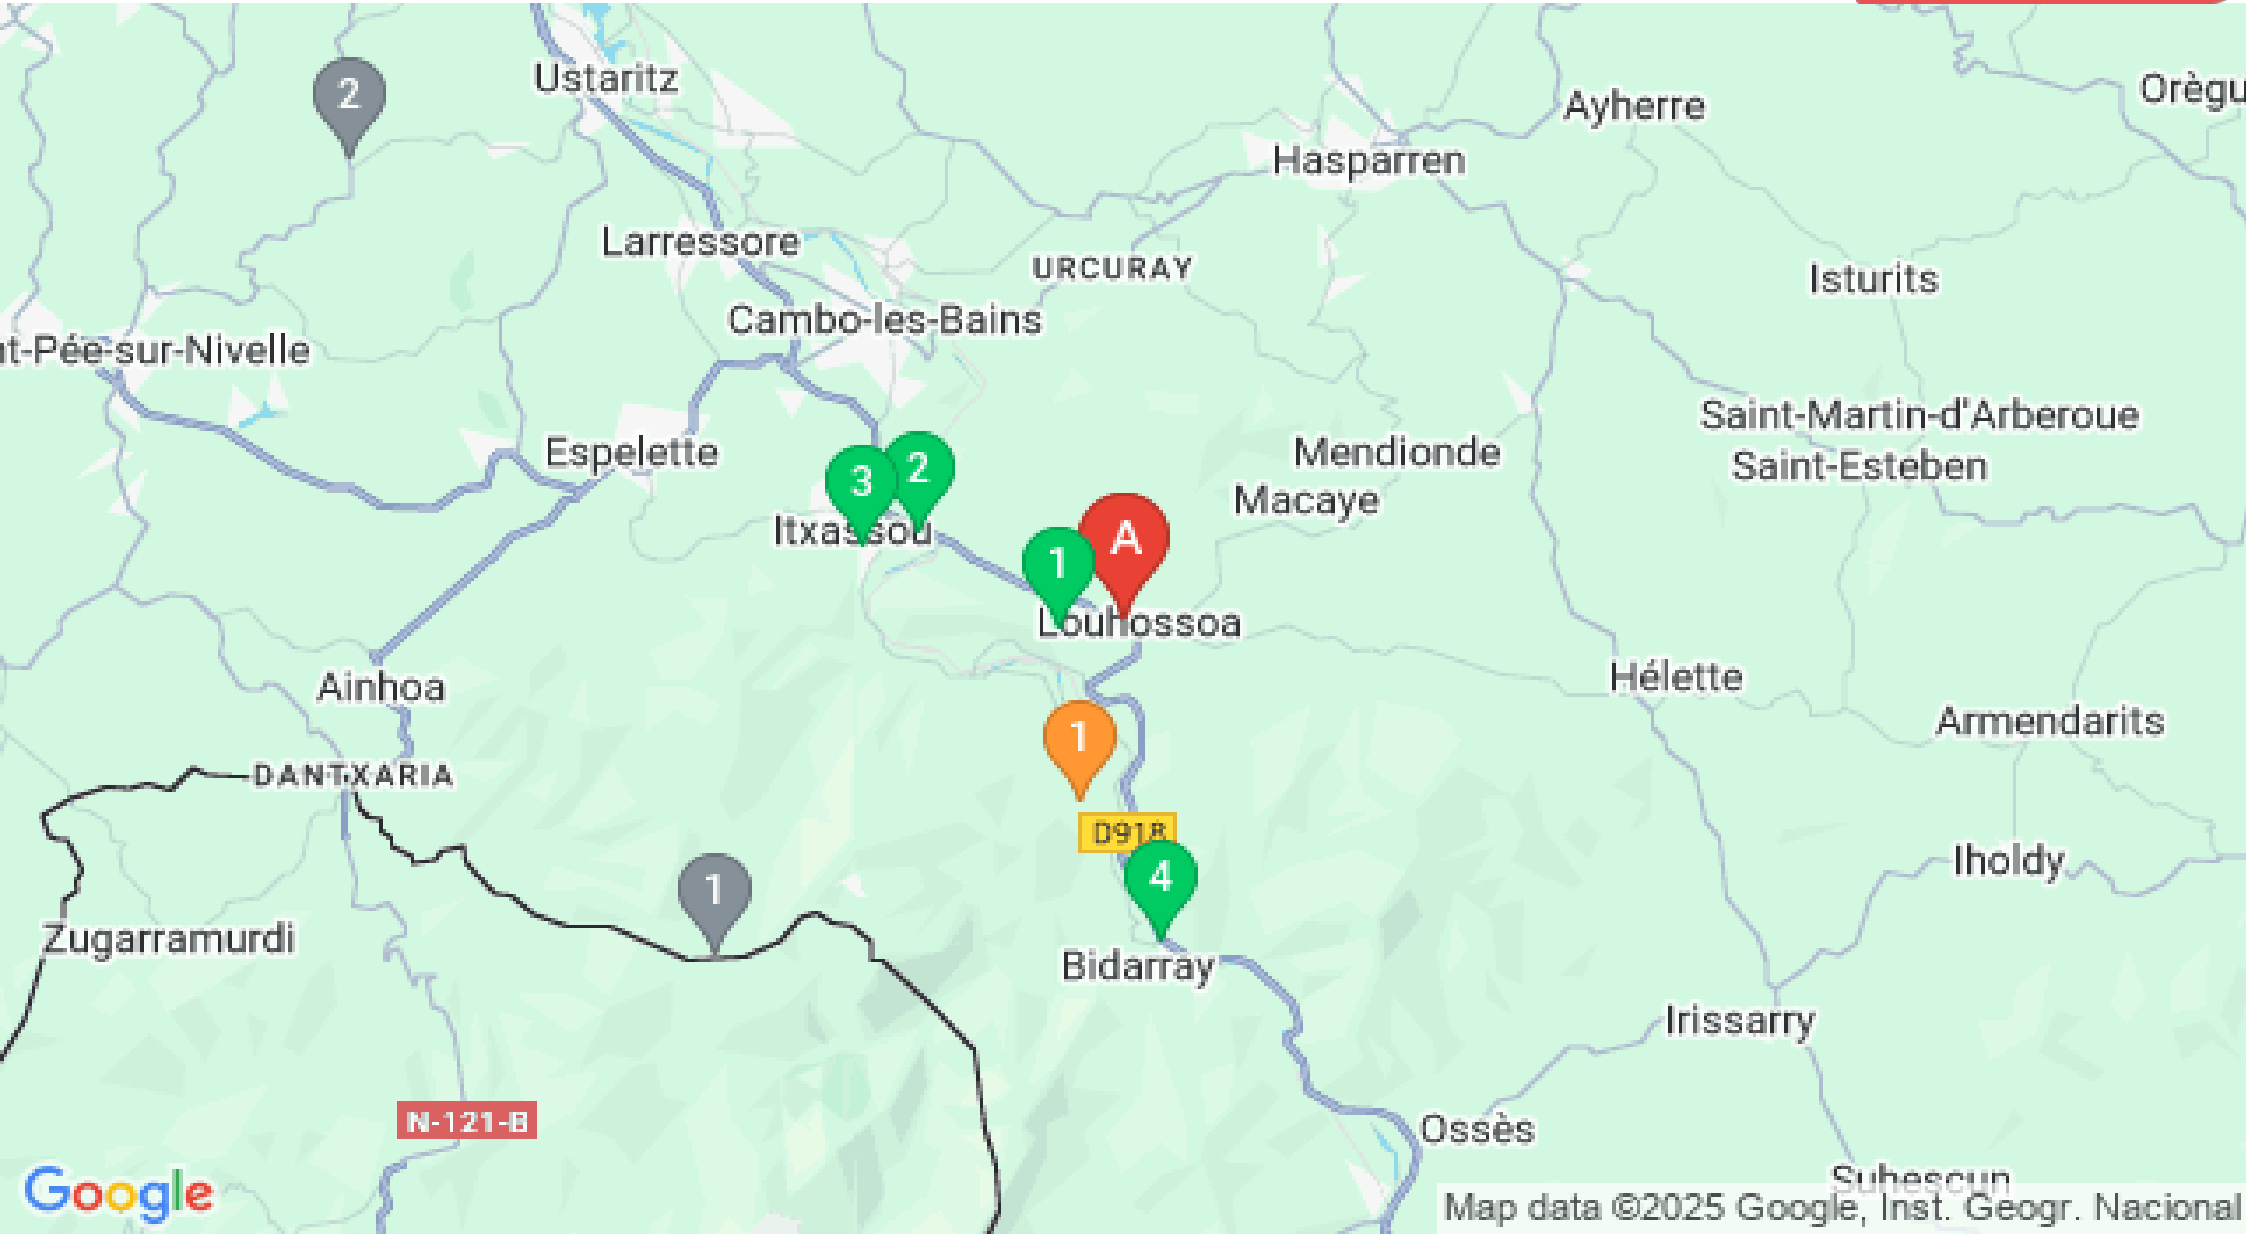 2
Ustaritz
Ayherre
Orègu
Hasparren
Larressore
URCURAY
Isturits
Cambo-les-Bains
nt-Pée-sur-Nivelle
Saint-Martin-d'Arberoue
Espelette
Mendionde
Saint-Esteben
3
2
Macaye
Itxassou
A
1
Louhossoa
Hélette
Ainhoa
Armendarits
1
DANTXARIA
D918
Iholdy
4
1
Zugarramurdi
Bidarray
Irissarry
N-121-B
Ossès
Suhescun
Google
Map data ©2025 Google, Inst. Geogr. Nacional